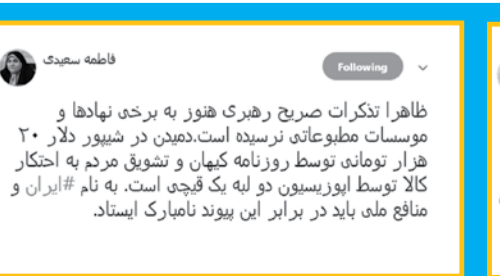 فاطمه سعیدی
Following
ظاهرا تذکرات صریح رهبری هنوز به برخی نهادها و
موسسات مطبوعاتی نرسیده است.دمیدن در شیپور دلار ۲۰
هزار تومانی توسط روزنامه کیهان و تشویق مردم به احتکار
کالا توسط اپوزیسیون دو لبه یک قیچی است. به نام #ایران و
منافع ملی باید در برابر این پیوند نامبارک ایستاد.